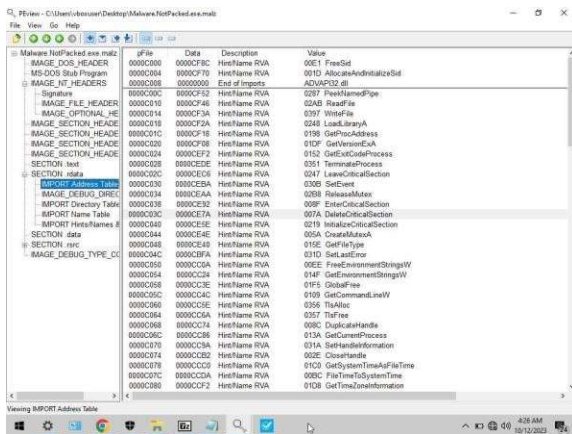 PEview - C:\Users\vboxuser\Desktop\Malware.NotPacked.exe.malz
File View Go Help
Malware.NotPacked.exe.malz
IMAGE_DOS_HEADER
MS-DOS Stub Program
IMAGE_NT_HEADERS
Signature
IMAGE_FILE_HEADER
IMAGE_OPTIONAL_HE
IMAGE_SECTION_HEADE
IMAGE_SECTION_HEADE
IMAGE_SECTION_HEADE
IMAGE_SECTION_HEADE
SECTION .text
SECTION .rdata
IMPORT Address Table
IMAGE_DEBUG_DIREC
IMPORT Directory Table
IMPORT Name Table
IMPORT Hints/Names &
SECTION .data
SECTION .rsrc
IMAGE_DEBUG_TYPE_CO
pFile Data Description Value
0000C000 0000CF8C Hint/Name RVA 00E1 FreeSid
0000C004 0000CF70 Hint/Name RVA 001D AllocateAndInitializeSid
0000C008 00000000 End of Imports ADVAPI32.dll
0000C00C 0000CF52 Hint/Name RVA 0287 PeekNamedPipe
0000C010 0000CF46 Hint/Name RVA 02AB ReadFile
0000C014 0000CF3A Hint/Name RVA 0397 WriteFile
0000C018 0000CF2A Hint/Name RVA 0248 LoadLibraryA
0000C01C 0000CF18 Hint/Name RVA 0198 GetProcAddress
0000C020 0000CF08 Hint/Name RVA 01DF GetVersionExA
0000C024 0000CEF2 Hint/Name RVA 0152 GetExitCodeProcess
0000C028 0000CEDE Hint/Name RVA 0351 TerminateProcess
0000C02C 0000CEC6 Hint/Name RVA 0247 LeaveCriticalSection
0000C030 0000CEBA Hint/Name RVA 030B SetEvent
0000C034 0000CEAA Hint/Name RVA 02B8 ReleaseMutex
0000C038 0000CE92 Hint/Name RVA 008F EnterCriticalSection
0000C03C 0000CE7A Hint/Name RVA 007A DeleteCriticalSection
0000C040 0000CE5E Hint/Name RVA 0219 InitializeCriticalSection
0000C044 0000CE4E Hint/Name RVA 005A CreateMutexA
0000C048 0000CE40 Hint/Name RVA 015E GetFileType
0000C04C 0000CBFA Hint/Name RVA 031D SetLastError
0000C050 0000CC0A Hint/Name RVA 00EE FreeEnvironmentStringsW
0000C054 0000CC24 Hint/Name RVA 014F GetEnvironmentStringsW
0000C058 0000CC3E Hint/Name RVA 01F5 GlobalFree
0000C05C 0000CC4C Hint/Name RVA 0109 GetCommandLineW
0000C060 0000CC5E Hint/Name RVA 0356 TlsAlloc
0000C064 0000CC6A Hint/Name RVA 0357 TlsFree
0000C068 0000CC74 Hint/Name RVA 008C DuplicateHandle
0000C06C 0000CC86 Hint/Name RVA 013A GetCurrentProcess
0000C070 0000CC9A Hint/Name RVA 031A SetHandleInformation
0000C074 0000CCB2 Hint/Name RVA 002E CloseHandle
0000C078 0000CCC0 Hint/Name RVA 01C0 GetSystemTimeAsFileTime
0000C07C 0000CCDA Hint/Name RVA 00BC FileTimeToSystemTime
0000C080 0000CCF2 Hint/Name RVA 01D8 GetTimeZoneInformation
Viewing IMPORT Address Table
4:26 AM
10/12/2023